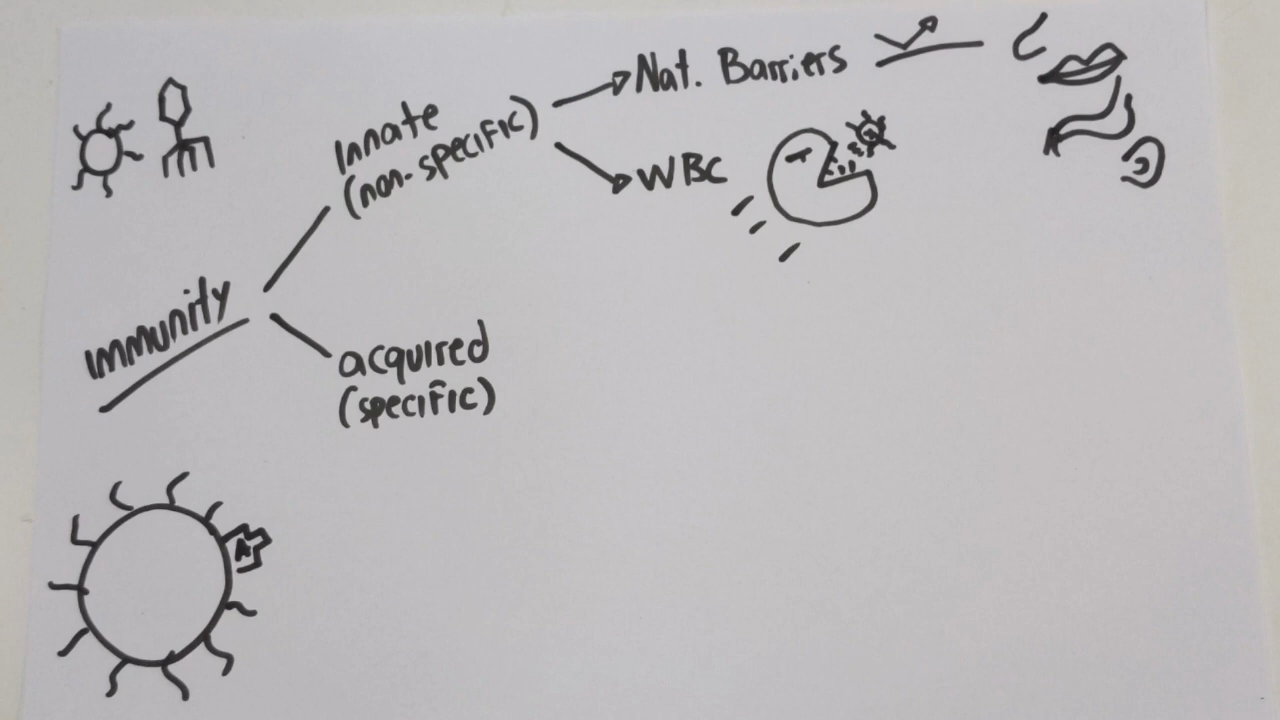 Innate
(non-specific)
Nat. Barriers
WBC
immunity
acquired
(specific)
A